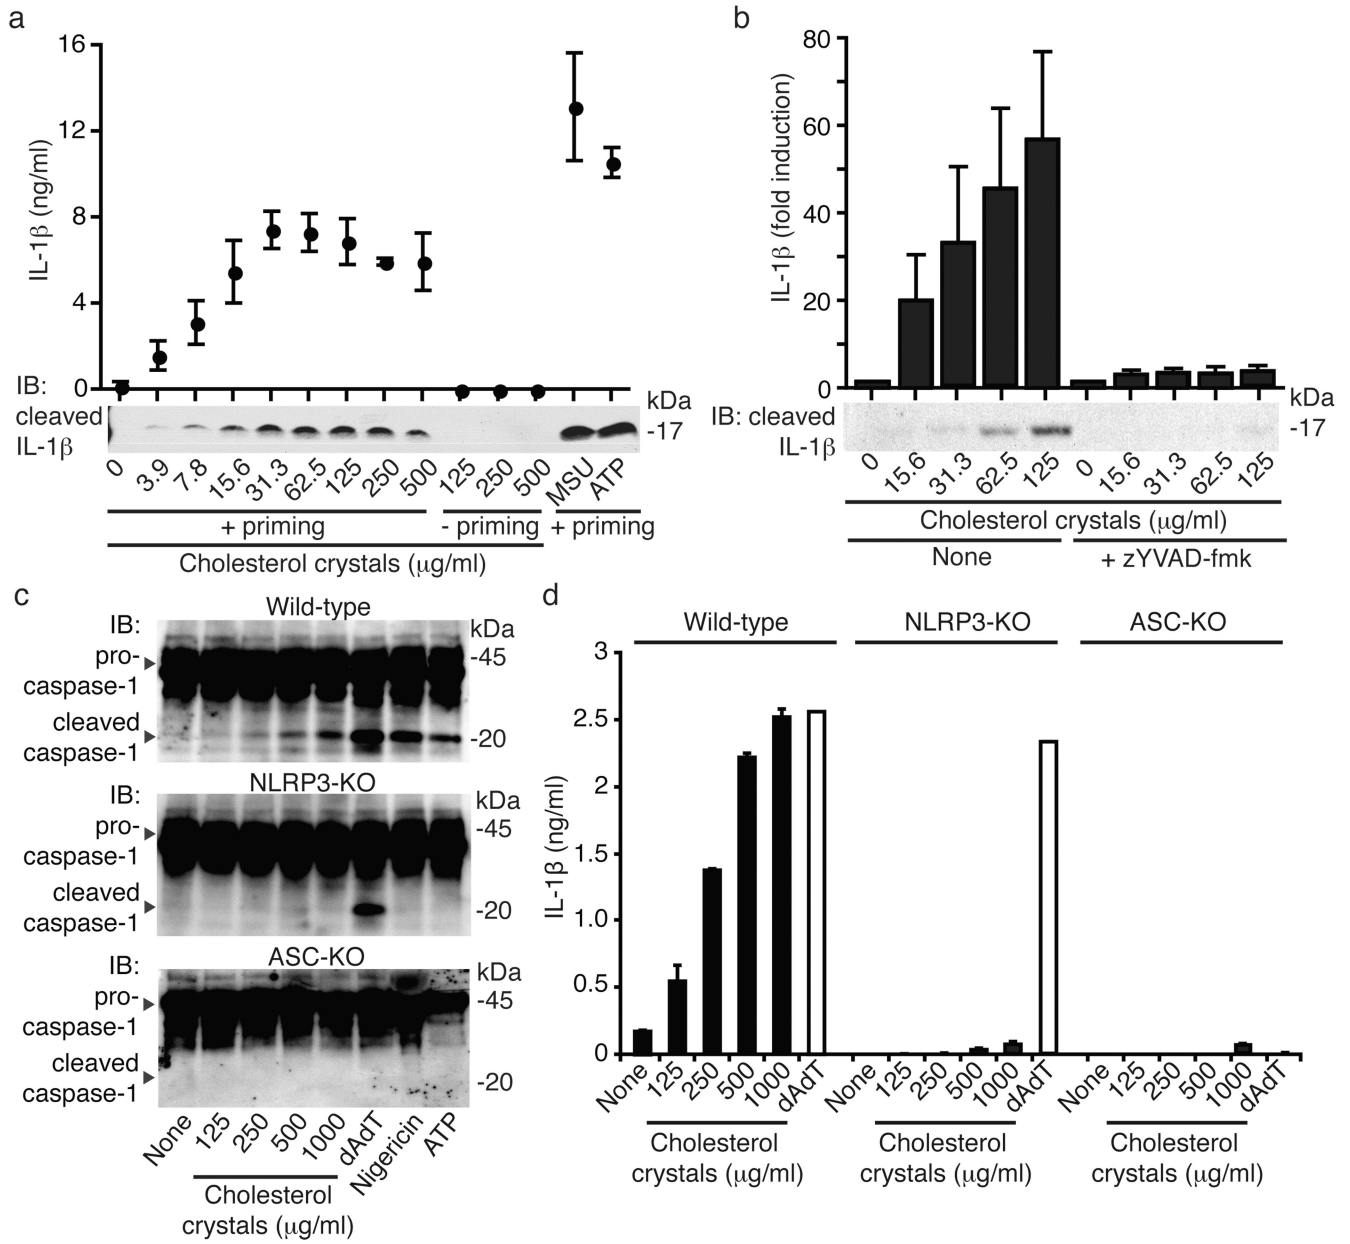 a
16
12
8
4
0
IL-1β (ng/ml)
IB:
cleaved
IL-1β
kDa
-17
0 3.9 7.8 15.6 31.3 62.5 125 250 500 125 250 500 MSU ATP
+ priming - priming + priming
Cholesterol crystals (μg/ml)
b
80
60
40
20
0
IL-1β (fold induction)
IB: cleaved
IL-1β
kDa
-17
0 15.6 31.3 62.5 125 0 15.6 31.3 62.5 125
Cholesterol crystals (μg/ml)
None + zYVAD-fmk
c
Wild-type
IB:
pro-
caspase-1
cleaved
caspase-1
kDa
-45
-20
NLRP3-KO
IB:
pro-
caspase-1
cleaved
caspase-1
kDa
-45
-20
ASC-KO
IB:
pro-
caspase-1
cleaved
caspase-1
kDa
-45
-20
None 125 250 500 1000 dAdT Nigericin ATP
Cholesterol
crystals (μg/ml)
d
Wild-type NLRP3-KO ASC-KO
3
2.5
2
1.5
1.0
0.5
0
IL-1β (ng/ml)
None 125 250 500 1000 dAdT None 125 250 500 1000 dAdT None 125 250 500 1000 dAdT
Cholesterol
crystals (μg/ml)
Cholesterol
crystals (μg/ml)
Cholesterol
crystals (μg/ml)